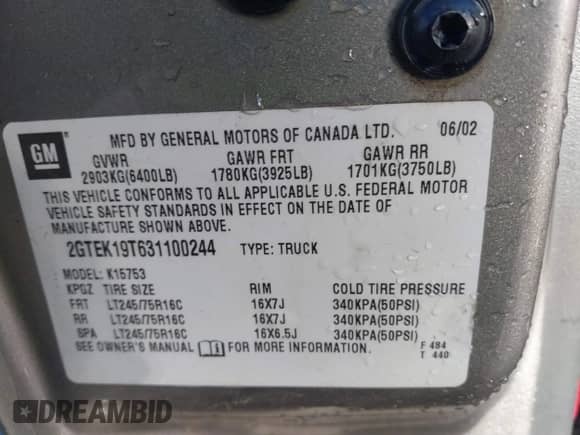 GM
MFD BY GENERAL MOTORS OF CANADA LTD. 06/02
GVWR GAWR FRT GAWR RR
2903KG(6400LB) 1780KG(3925LB) 1701KG(3750LB)
THIS VEHICLE CONFORMS TO ALL APPLICABLE U.S. FEDERAL MOTOR
VEHICLE SAFETY STANDARDS IN EFFECT ON THE DATE OF
MANUFACTURE SHOWN ABOVE.
2GTEK19T631100244 TYPE: TRUCK
MODEL: K15753
KPGZ TIRE SIZE RIM COLD TIRE PRESSURE
FRT LT245/75R16C 16X7J 340KPA(50PSI)
RR LT245/75R16C 16X7J 340KPA(50PSI)
SPA LT245/75R16C 16X6.5J 340KPA(50PSI)
SEE OWNER'S MANUAL FOR MORE INFORMATION.
F 484
T 440
DREAMBID